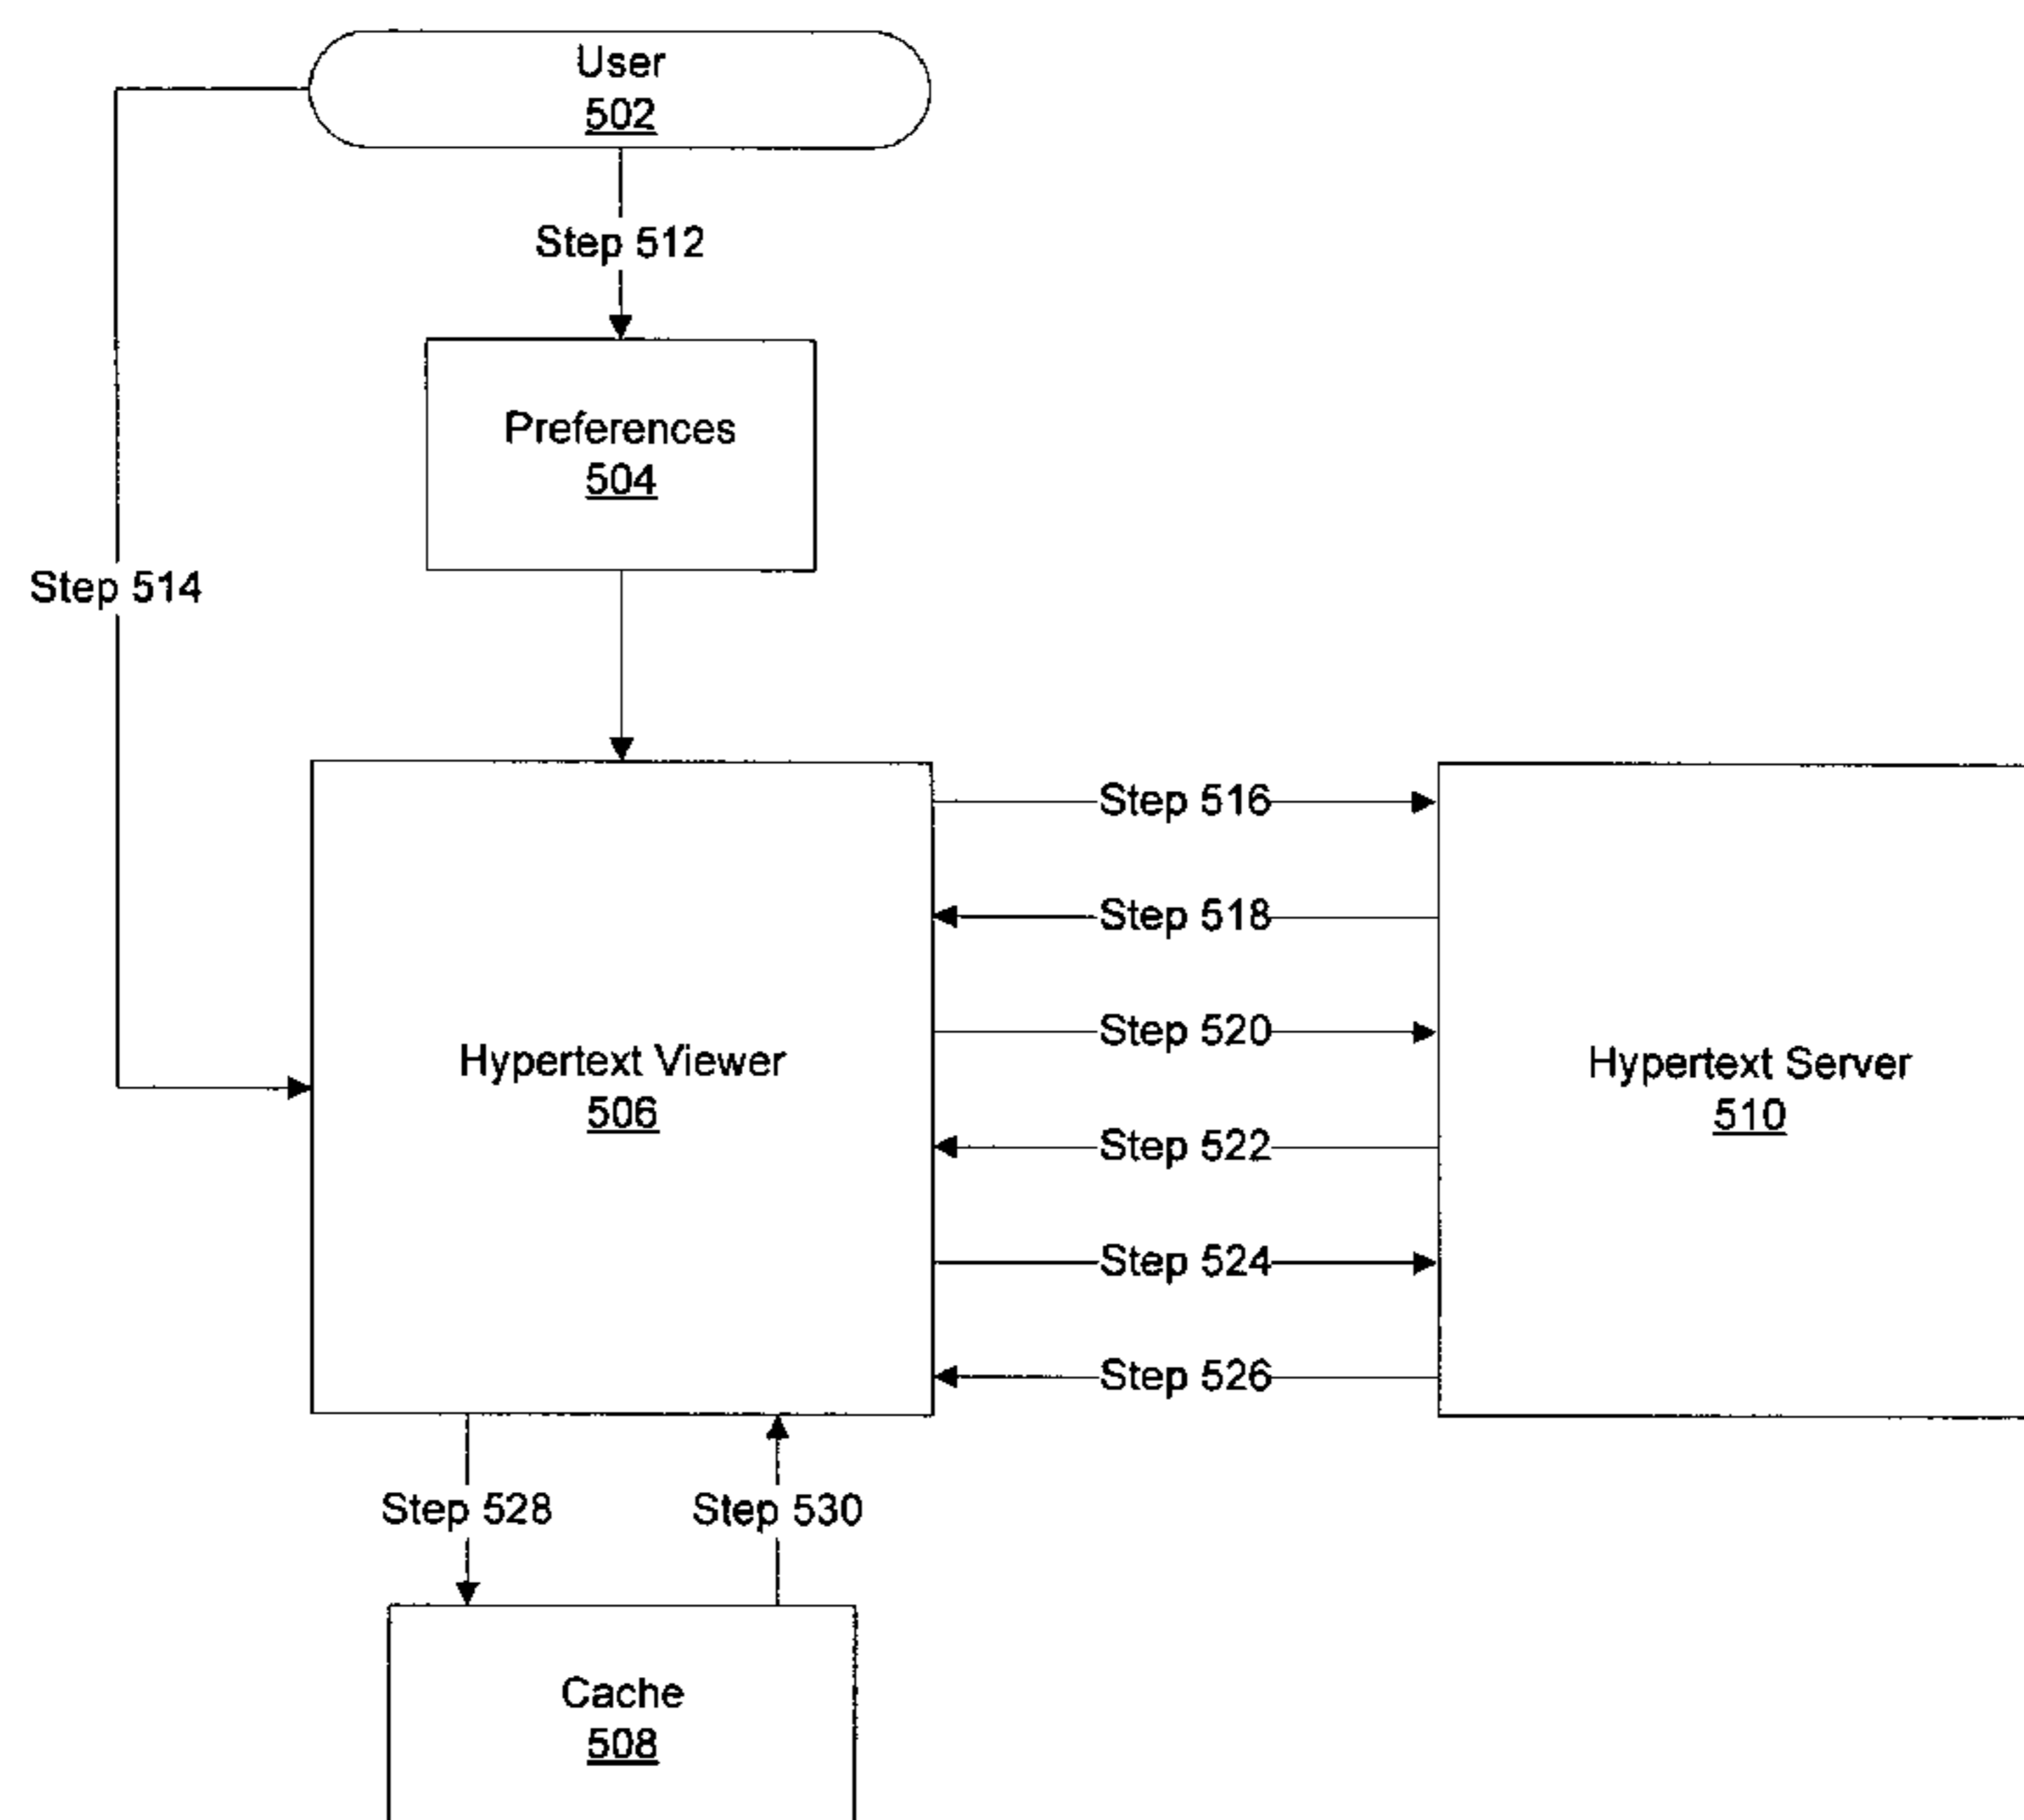 User
502
Step 512
Preferences
504
Step 514
Hypertext Viewer
506
Step 516
Step 518
Step 520
Step 522
Step 524
Step 526
Hypertext Server
510
Step 528
Step 530
Cache
508